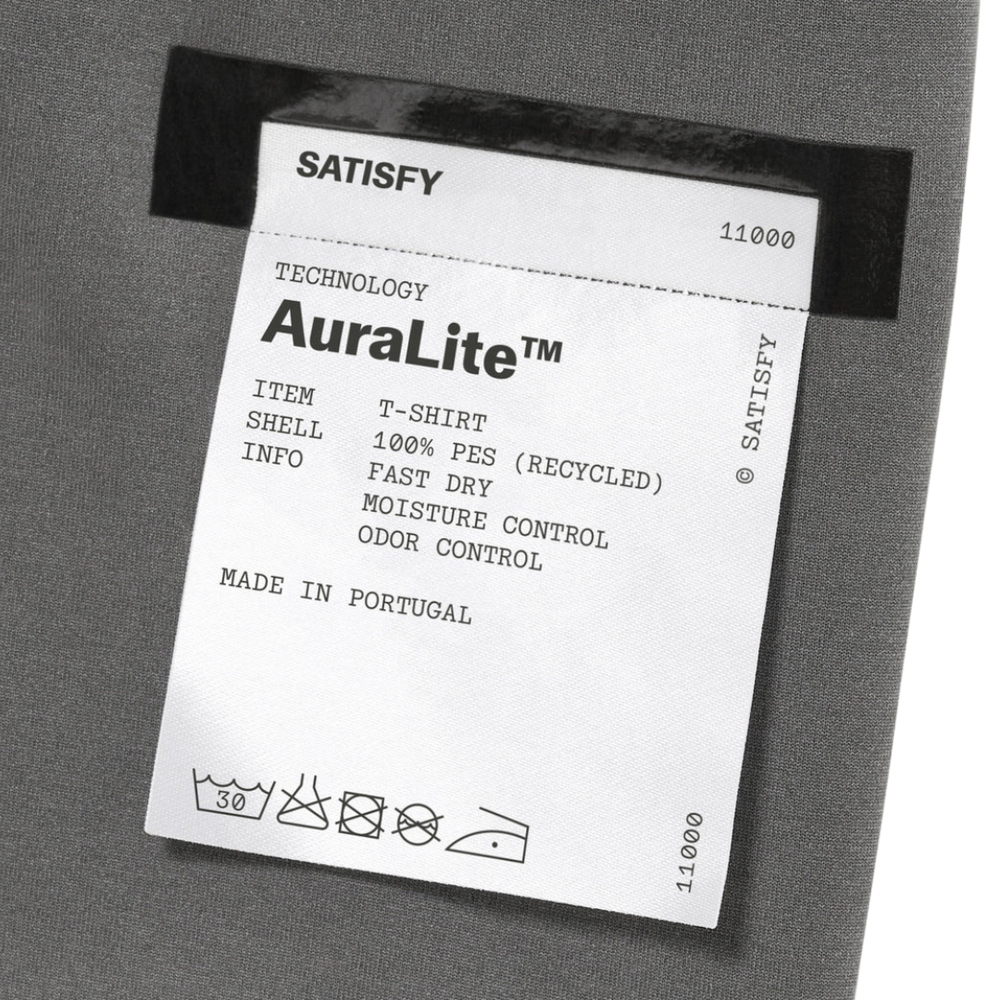 SATISFY
11000
TECHNOLOGY
AuraLite™
ITEM T-SHIRT
SHELL 100% PES (RECYCLED)
INFO FAST DRY
MOISTURE CONTROL
ODOR CONTROL
© SATISFY
MADE IN PORTUGAL
30
11000